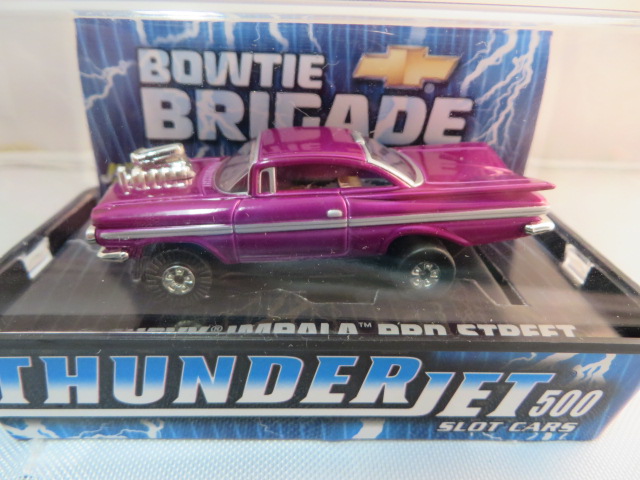 BOWTIE
BRIGADE
IMPALA™ PRO STREET
THUNDERJET 500
SLOT CARS